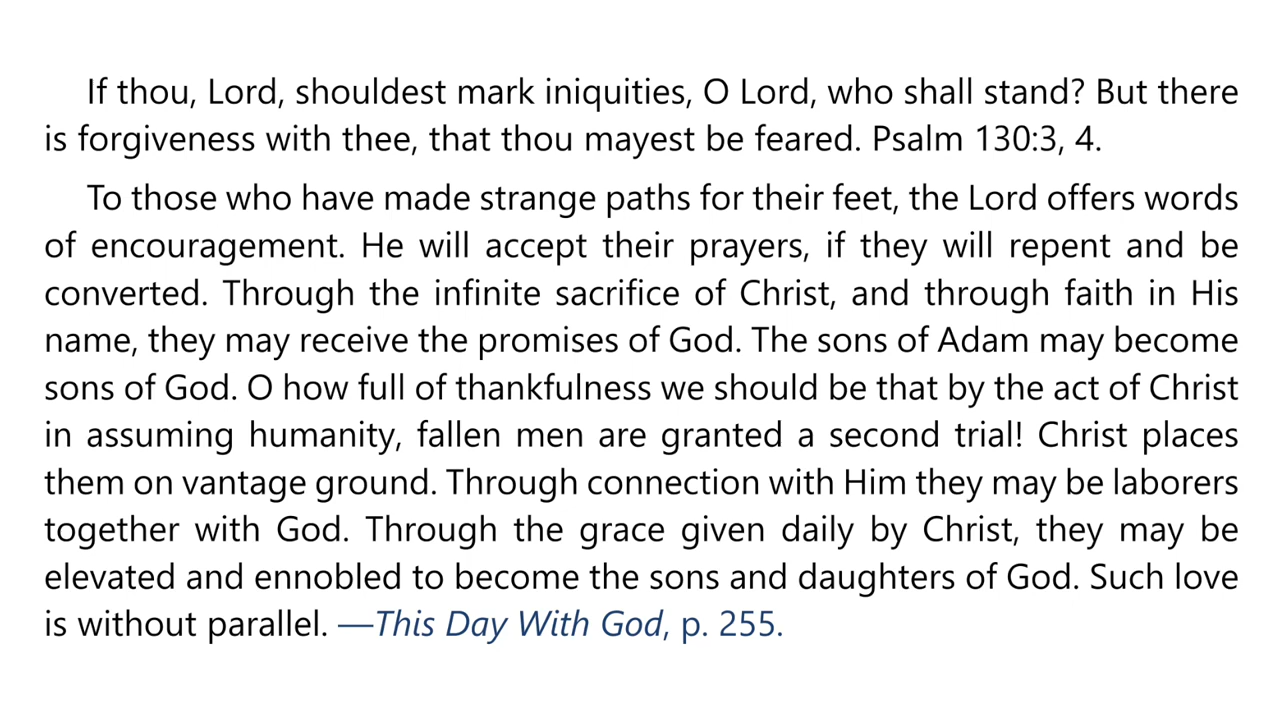 If thou, Lord, shouldest mark iniquities, O Lord, who shall stand? But there
is forgiveness with thee, that thou mayest be feared. Psalm 130:3, 4.
To those who have made strange paths for their feet, the Lord offers words
of encouragement. He will accept their prayers, if they will repent and be
converted. Through the infinite sacrifice of Christ, and through faith in His
name, they may receive the promises of God. The sons of Adam may become
sons of God. O how full of thankfulness we should be that by the act of Christ
in assuming humanity, fallen men are granted a second trial! Christ places
them on vantage ground. Through connection with Him they may be laborers
together with God. Through the grace given daily by Christ, they may be
elevated and ennobled to become the sons and daughters of God. Such love
is without parallel. —This Day With God, p. 255.